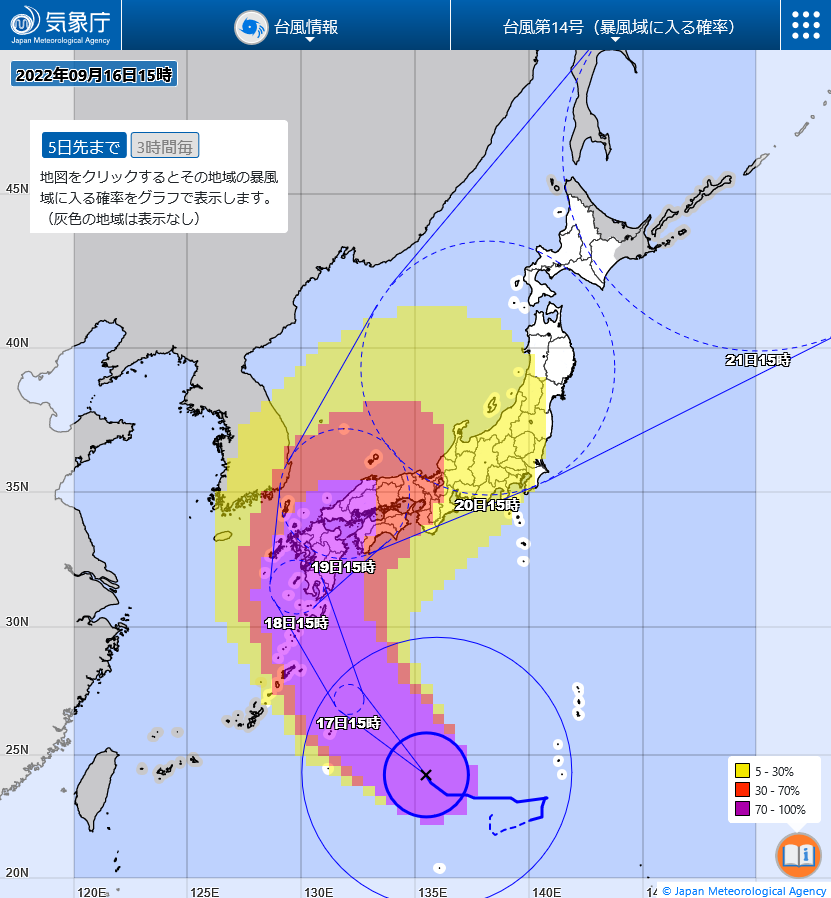 気象庁
Japan Meteorological Agency
台風情報
台風第14号（暴風域に入る確率）
2022年09月16日15時
5日先まで
3時間毎
地図をクリックするとその地域の暴風
域に入る確率をグラフで表示します。
（灰色の地域は表示なし）
45N
40N
21日15時
35N
20日15時
19日15時
30N
18日15時
17日15時
25N
5 - 30%
30 - 70%
70 - 100%
20N
120E
125E
130E
135E
140E
© Japan Meteorological Agency